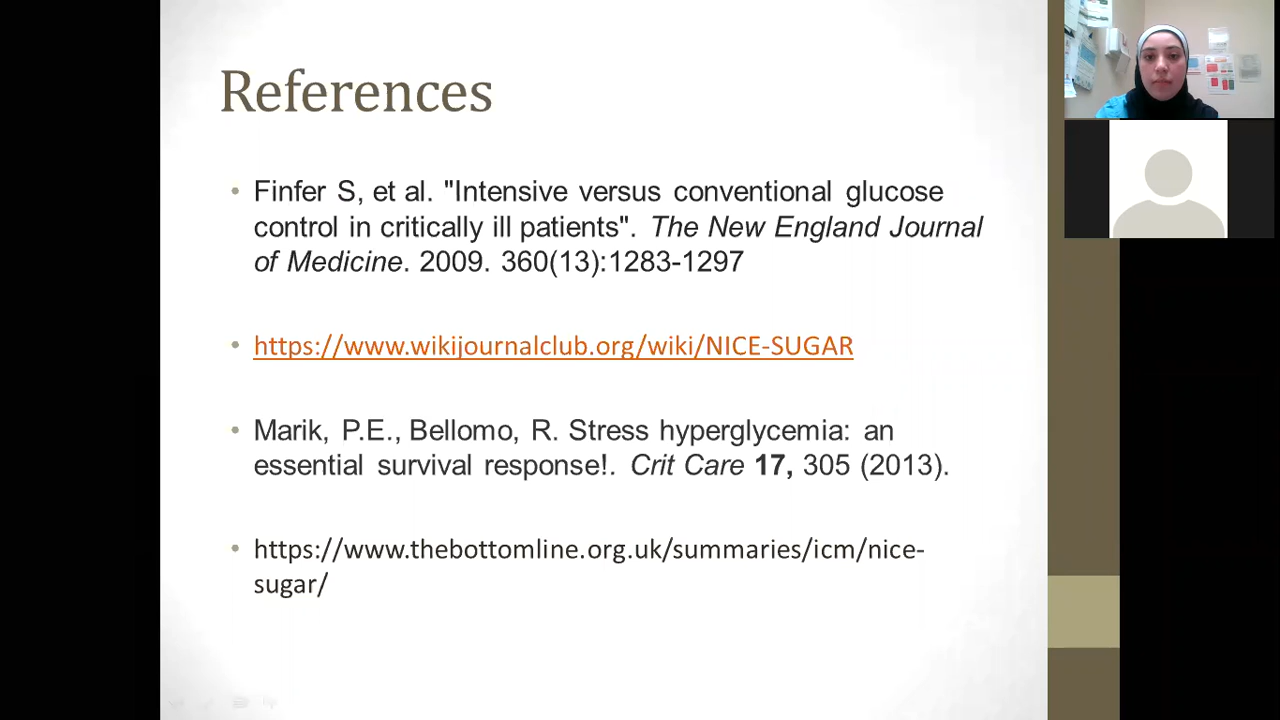 References
Finfer S, et al. "Intensive versus conventional glucose
control in critically ill patients". The New England Journal
of Medicine. 2009. 360(13):1283-1297
https://www.wikijournalclub.org/wiki/NICE-SUGAR
Marik, P.E., Bellomo, R. Stress hyperglycemia: an
essential survival response!. Crit Care 17, 305 (2013).
https://www.thebottomline.org.uk/summaries/icm/nice-
sugar/